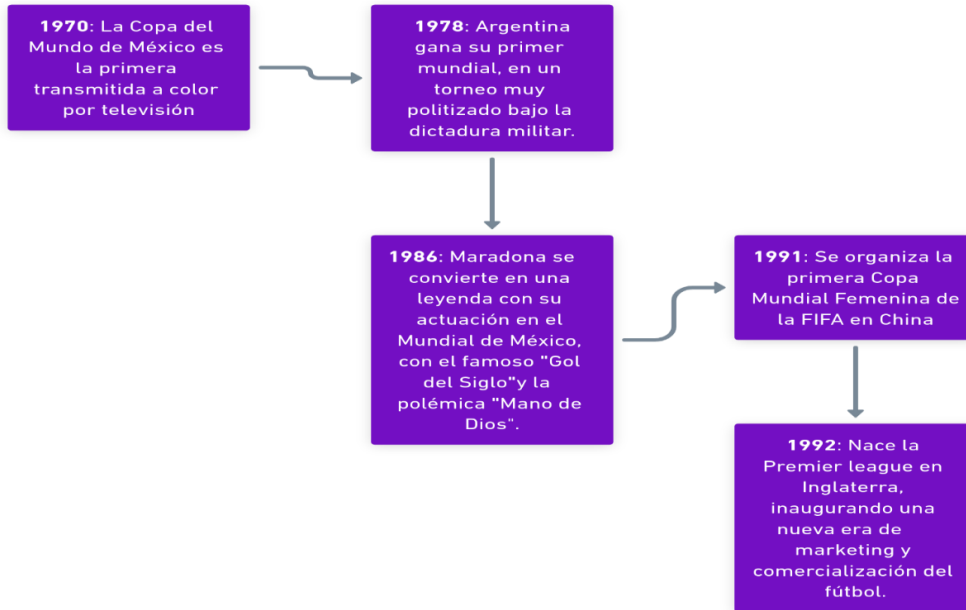 1970: La Copa del
Mundo de México es
la primera
transmitida a color
por televisión
1978: Argentina
gana su primer
mundial, en un
torneo muy
politizado bajo la
dictadura militar.
1986: Maradona se
convierte en una
leyenda con su
actuación en el
Mundial de México,
con el famoso "Gol
del Siglo"y la
polémica "Mano de
Dios".
1991: Se organiza la
primera Copa
Mundial Femenina de
la FIFA en China
1992: Nace la
Premier league en
Inglaterra,
inaugurando una
nueva era de
marketing y
comercialización del
fútbol.